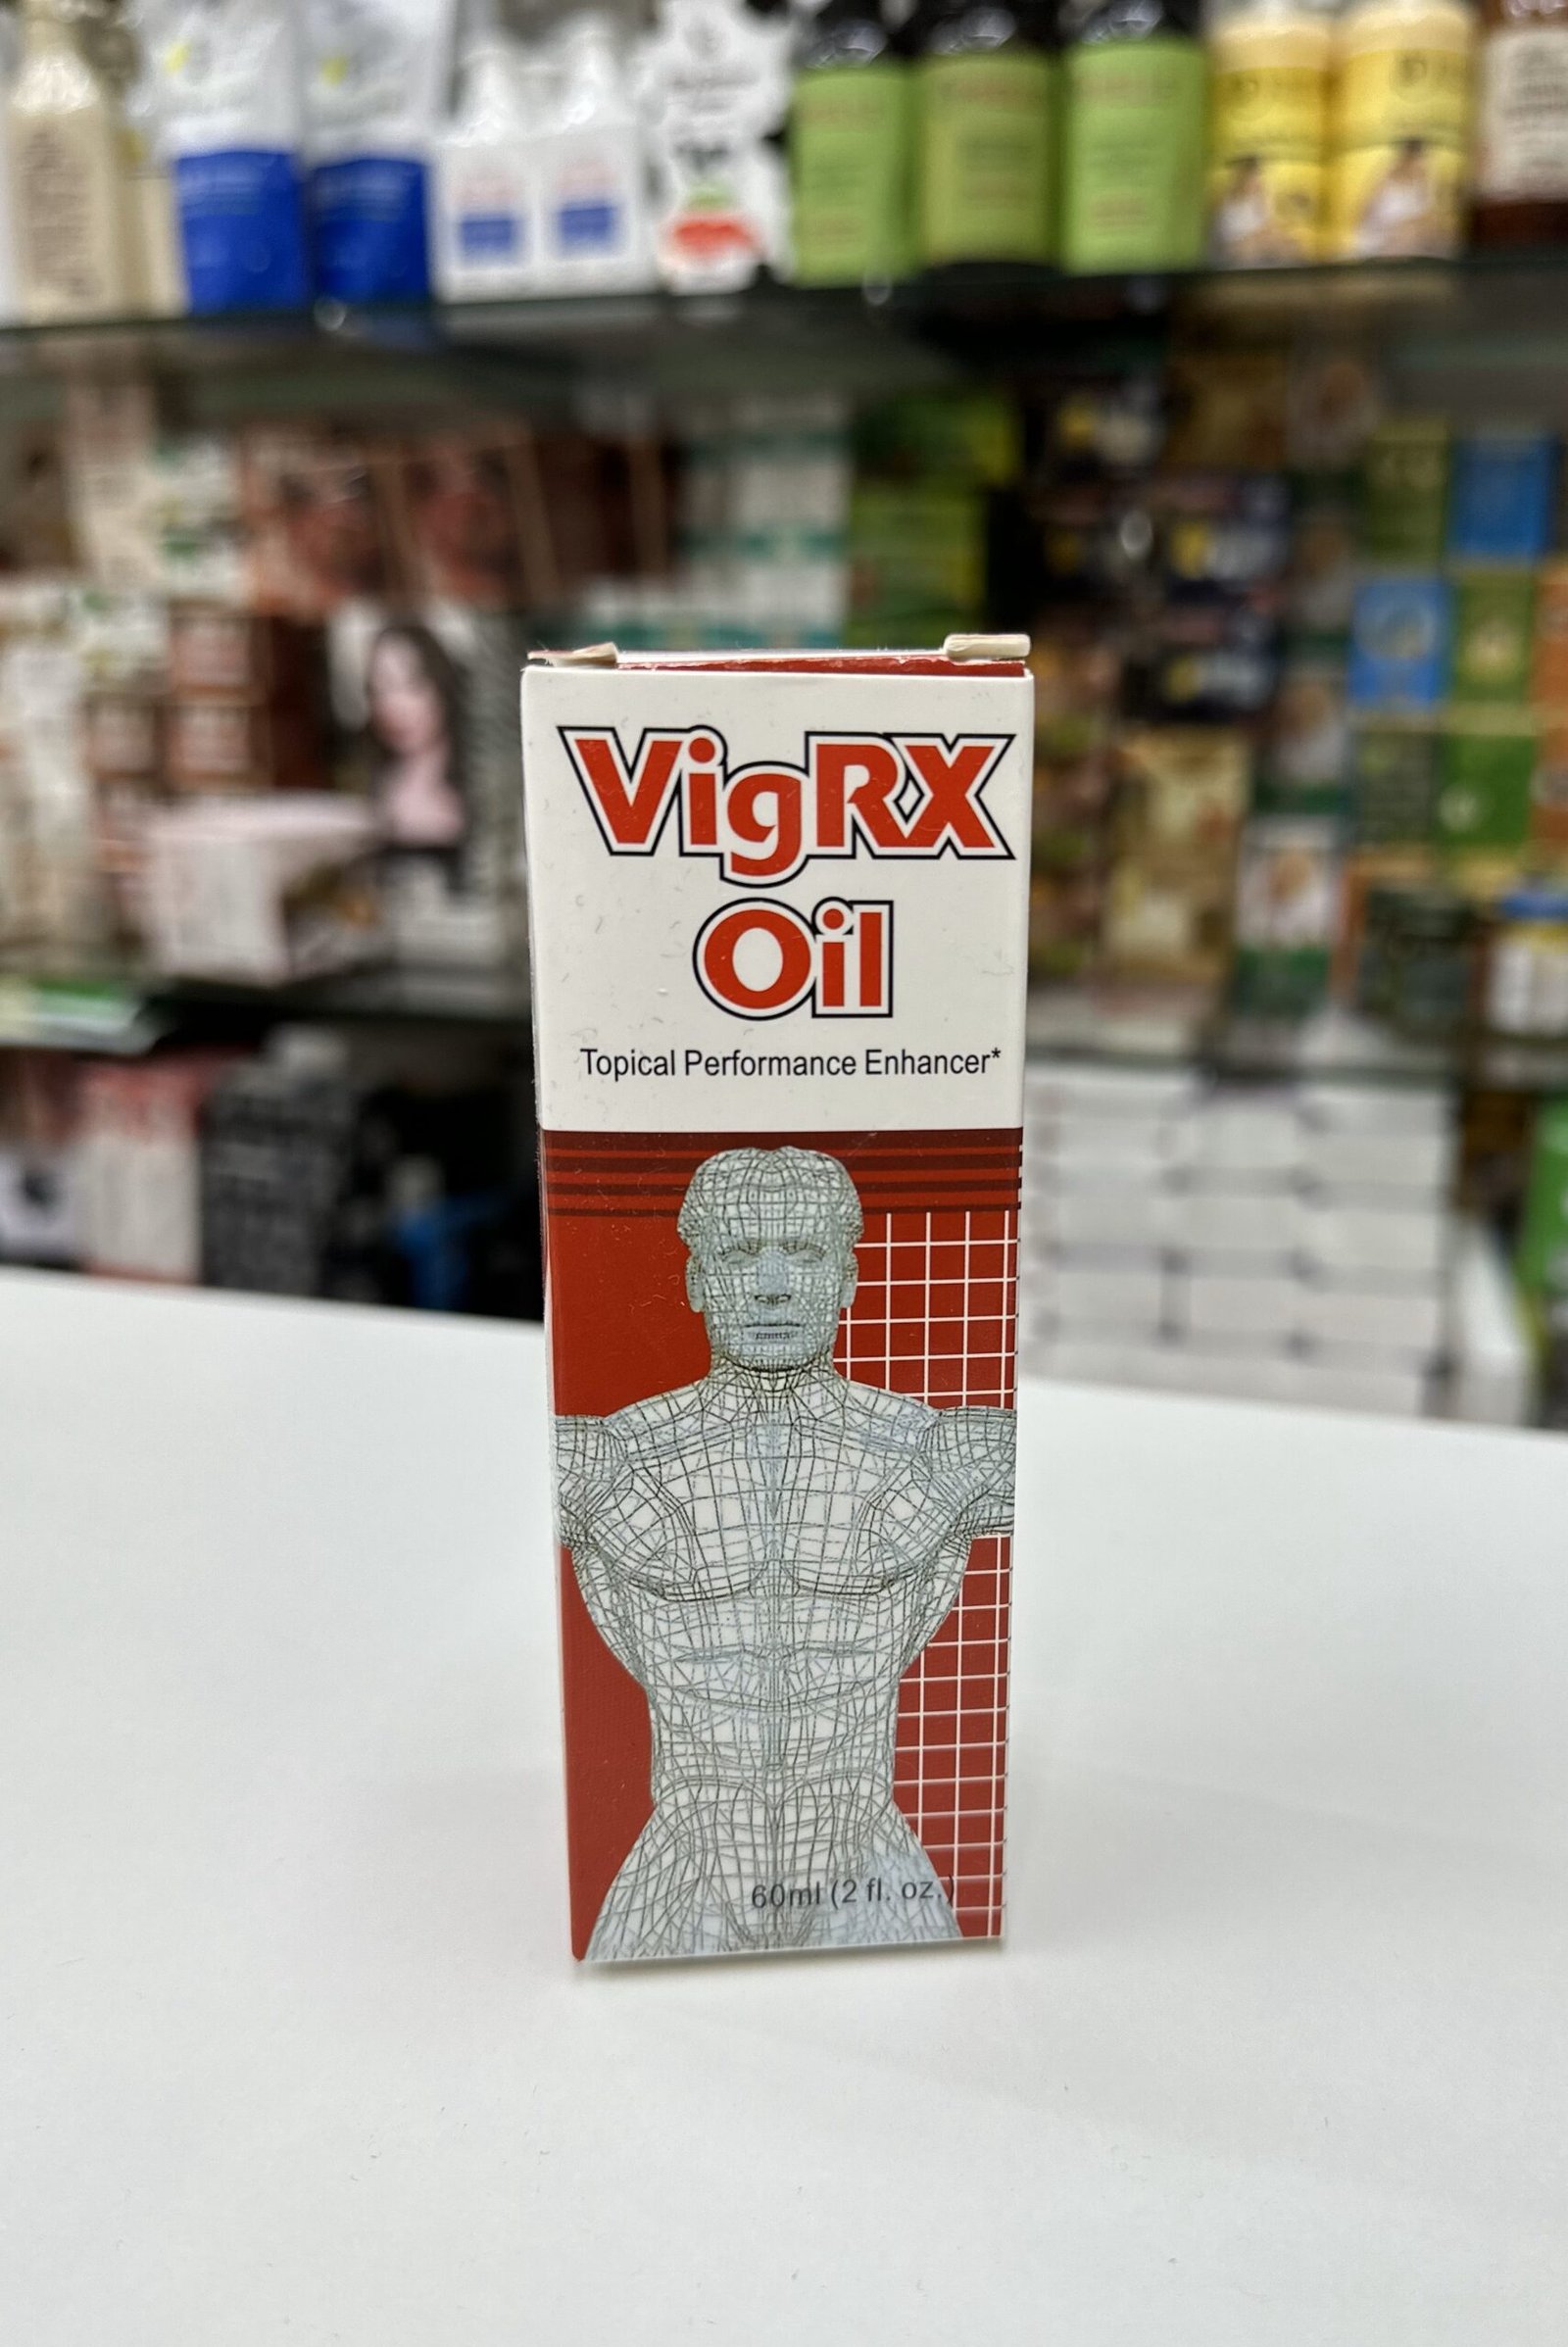 VigRX
Oil
Topical Performance Enhancer*
60ml (2 fl. oz.)